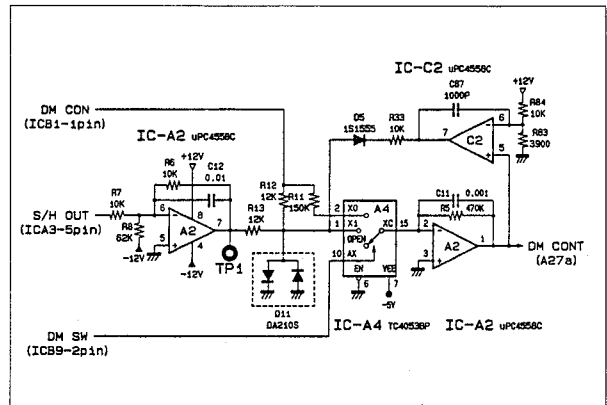 IC-C2 uPC4558C
C87
1000P
+12V
R84
10K
R83
3900
D5
1S1555
R33
10K
6
7
C2
5
DM CON
(ICB1-1pin)
IC-A2 uPC4558C
+12V
R6
10K
C12
0.01
R7
10K
S/H OUT
(ICA3-5pin)
R8
62K
-12V
6
8
A2
7
5
4
-12V
TP1
R13
12K
R12
12K
R11
150K
2
X0
A4
1
X1
XC
15
OPEN
10
AX
EN
VEE
6
7
-5V
C11
0.001
R5
470K
2
A2
1
3
DM CONT
(A27a)
D11
DA210S
IC-A4 TC4053BP
IC-A2 uPC4558C
DM SW
(ICB9-2pin)